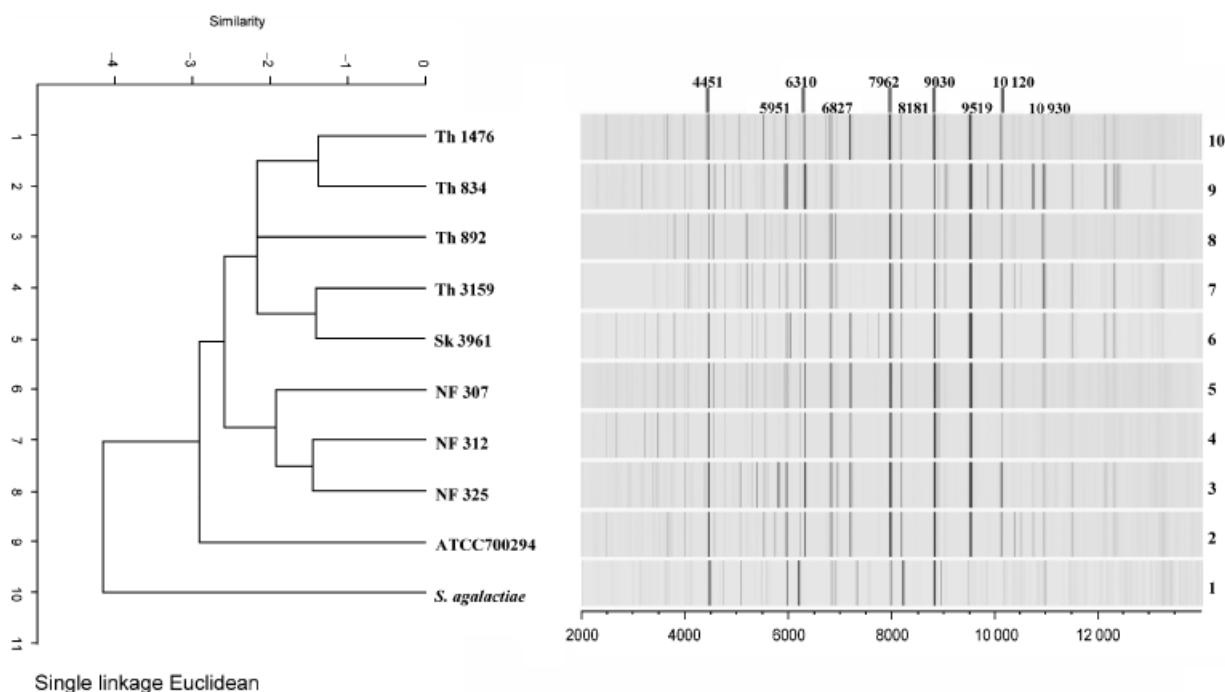 Similarity
−4 −3 −2 −1 0
1 Th 1476
2 Th 834
3 Th 892
4 Th 3159
5 Sk 3961
6 NF 307
7 NF 312
8 NF 325
9 ATCC700294
10 S. agalactiae
11
Single linkage Euclidean
4451 6310 7962 9030 10 120
5951 6827 8181 9519 10 930
10
9
8
7
6
5
4
3
2
1
2000 4000 6000 8000 10 000 12 000